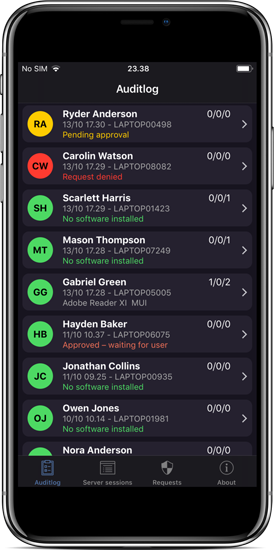 No SIM 23.38
Auditlog
RA Ryder Anderson 0/0/0
13/10 17.30 - LAPTOP00498
Pending approval
CW Carolin Watson 0/0/0
13/10 17.29 - LAPTOP08082
Request denied
SH Scarlett Harris 0/0/1
13/10 17.29 - LAPTOP01423
No software installed
MT Mason Thompson 0/0/1
13/10 17.28 - LAPTOP07249
No software installed
GG Gabriel Green 1/0/2
13/10 17.28 - LAPTOP05005
Adobe Reader XI MUI
HB Hayden Baker 0/0/0
11/10 10.37 - LAPTOP06075
Approved – waiting for user
JC Jonathan Collins 0/0/0
11/10 09.25 - LAPTOP00935
No software installed
OJ Owen Jones 0/0/0
10/10 10.14 - LAPTOP01981
No software installed
Nora Anderson 0/0/0
Auditlog Server sessions Requests About